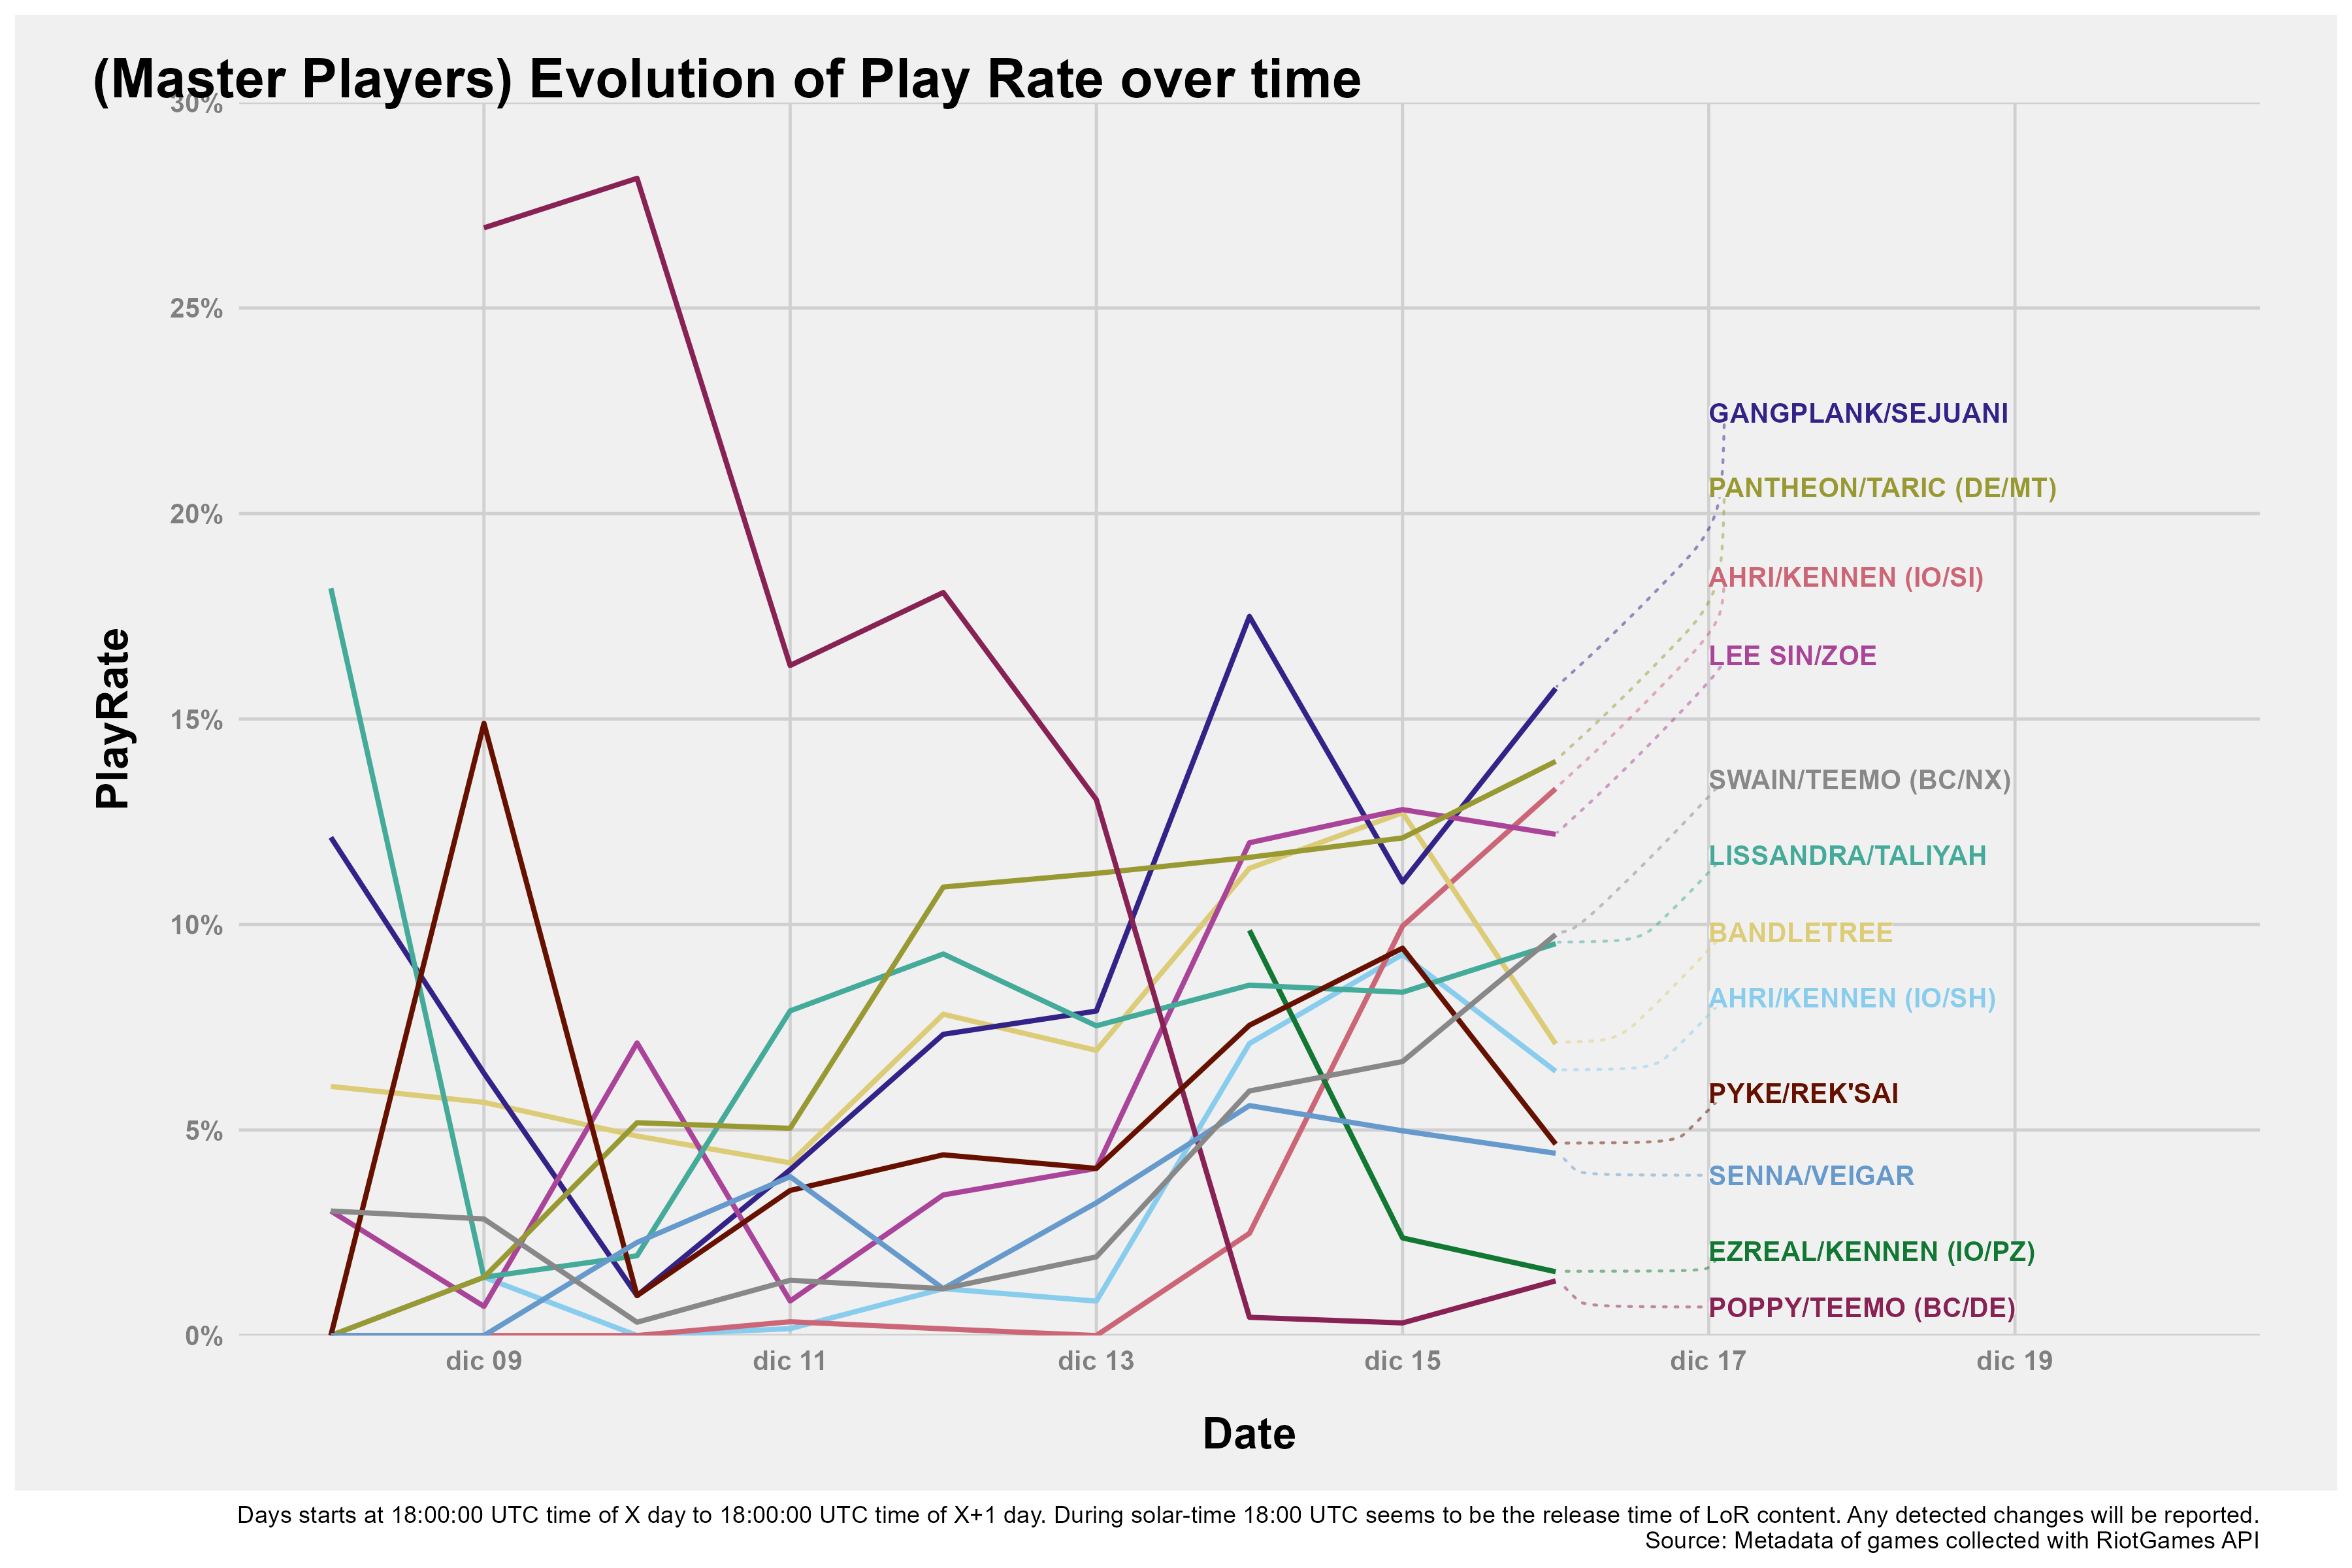 (Master Players) Evolution of Play Rate over time
30%
25%
20%
15%
10%
5%
0%
PlayRate
GANGPLANK/SEJUANI
PANTHEON/TARIC (DE/MT)
AHRI/KENNEN (IO/SI)
LEE SIN/ZOE
SWAIN/TEEMO (BC/NX)
LISSANDRA/TALIYAH
BANDLETREE
AHRI/KENNEN (IO/SH)
PYKE/REK'SAI
SENNA/VEIGAR
EZREAL/KENNEN (IO/PZ)
POPPY/TEEMO (BC/DE)
dic 09
dic 11
dic 13
dic 15
dic 17
dic 19
Date
Days starts at 18:00:00 UTC time of X day to 18:00:00 UTC time of X+1 day. During solar-time 18:00 UTC seems to be the release time of LoR content. Any detected changes will be reported.
Source: Metadata of games collected with RiotGames API